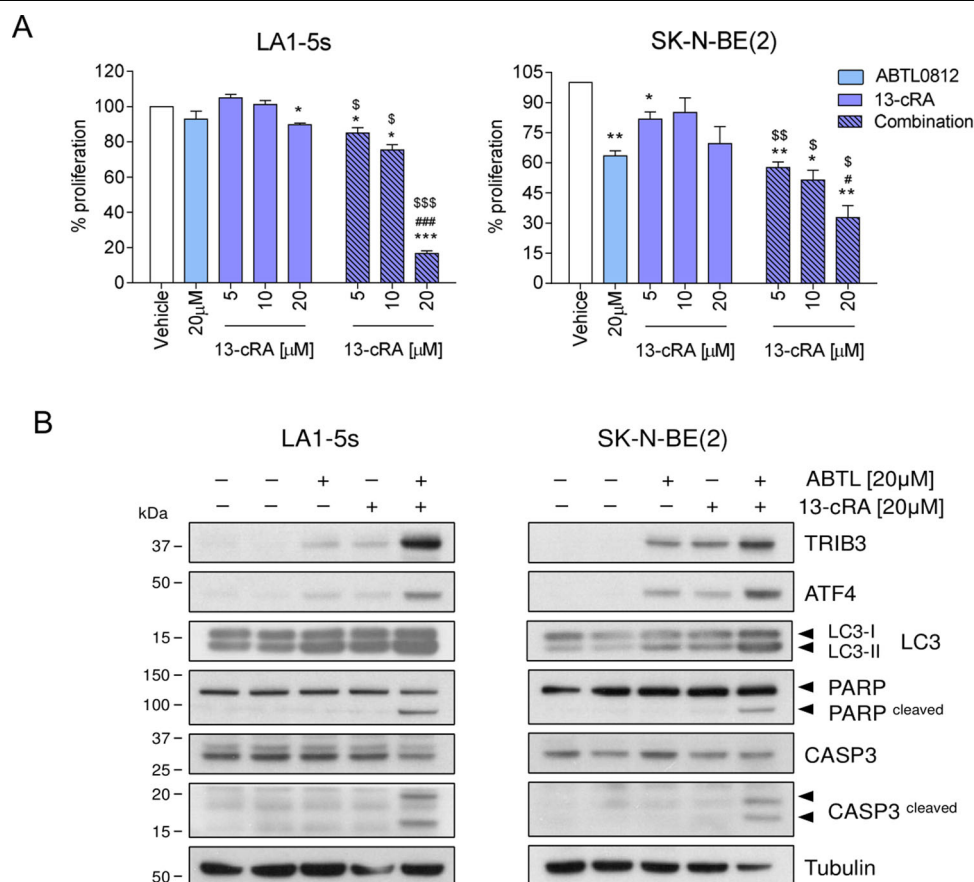 A
LA1-5s
SK-N-BE(2)
% proliferation
120
100
80
60
40
20
0
*
$
*
$
*
$$$
###
***
Vehicle
20μM
5
10
20
5
10
20
13-cRA [μM]
13-cRA [μM]
% proliferation
105
90
75
60
45
30
15
0
**
*
$$
**
$
*
$
#
**
Vehice
20μM
5
10
20
5
10
20
13-cRA [μM]
13-cRA [μM]
ABTL0812
13-cRA
Combination
B
LA1-5s
SK-N-BE(2)
– – + – + – – + – + ABTL [20μM]
– – – + + – – – + + 13-cRA [20μM]
kDa
37 TRIB3
50 ATF4
15 LC3-I LC3
LC3-II
150 PARP
100 PARP cleaved
37 CASP3
25
20 CASP3 cleaved
15
50 Tubulin